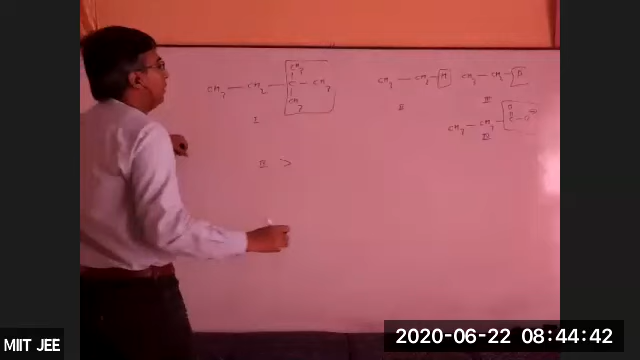 CH3
CH3 — CH2 — C — CH3
CH3
I
CH3 — CH2 — H
II
CH3 — CH2 — D
III
O
CH3 — CH2 — C — O⊖
IV
>
MIIT JEE
2020-06-22 08:44:42